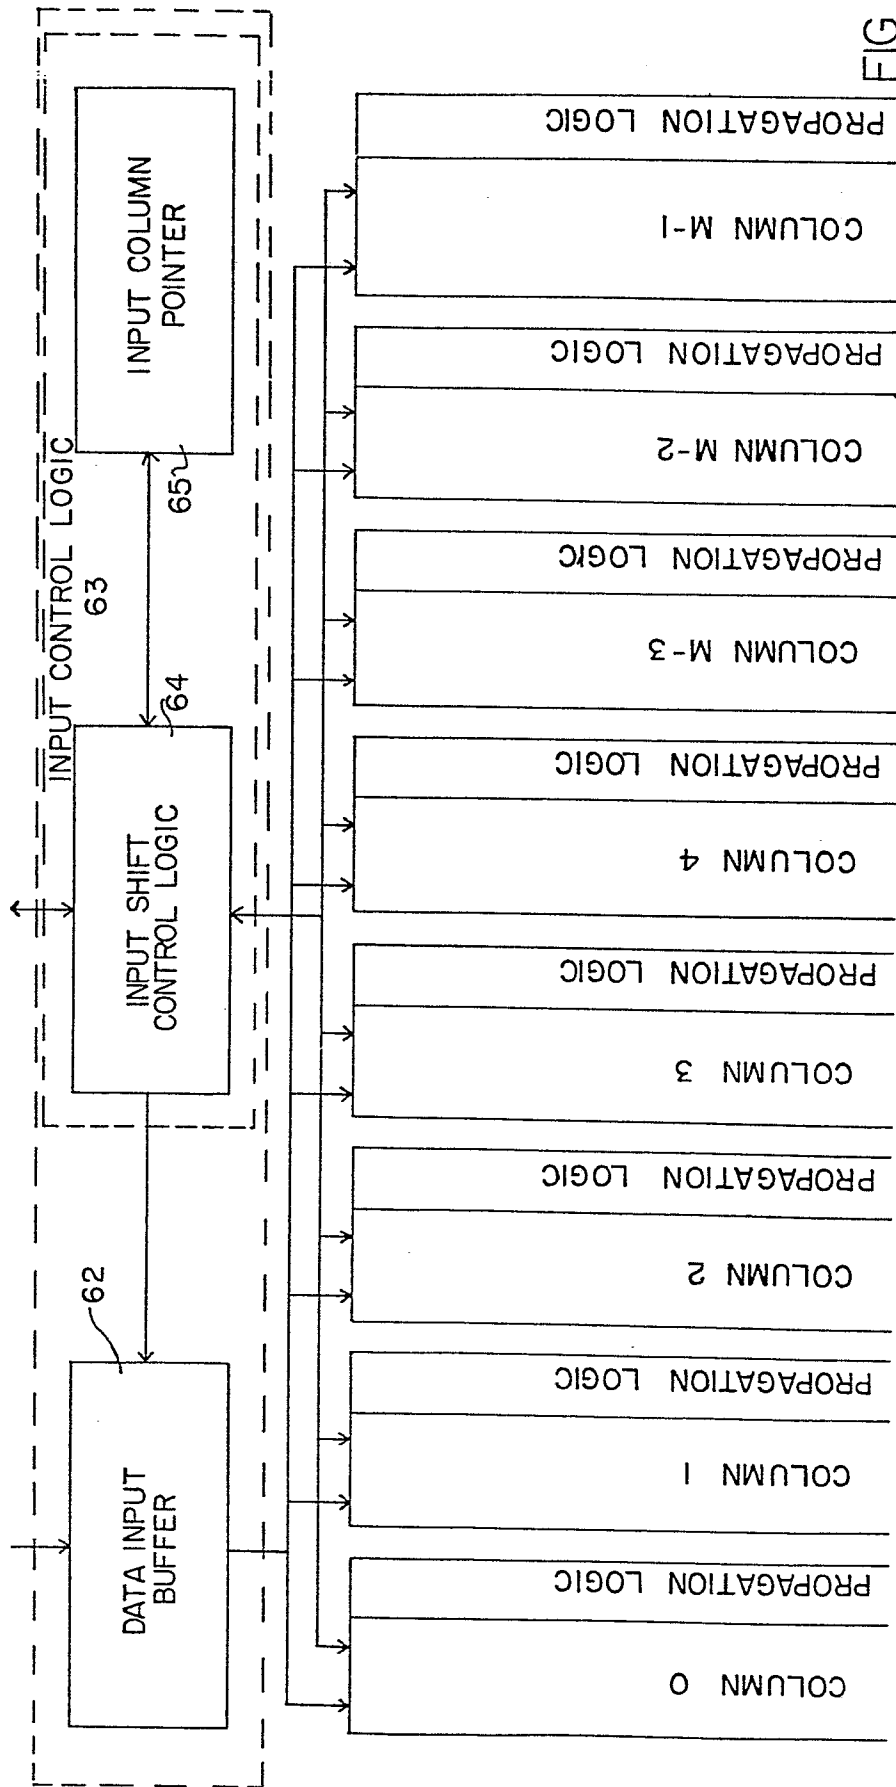 INPUT CONTROL LOGIC
63
DATA INPUT
BUFFER
62
INPUT SHIFT
CONTROL LOGIC
64
INPUT COLUMN
POINTER
65
COLUMN 0
PROPAGATION LOGIC
COLUMN 1
PROPAGATION LOGIC
COLUMN 2
PROPAGATION LOGIC
COLUMN 3
PROPAGATION LOGIC
COLUMN 4
PROPAGATION LOGIC
COLUMN M-3
PROPAGATION LOGIC
COLUMN M-2
PROPAGATION LOGIC
COLUMN M-1
PROPAGATION LOGIC
FIG